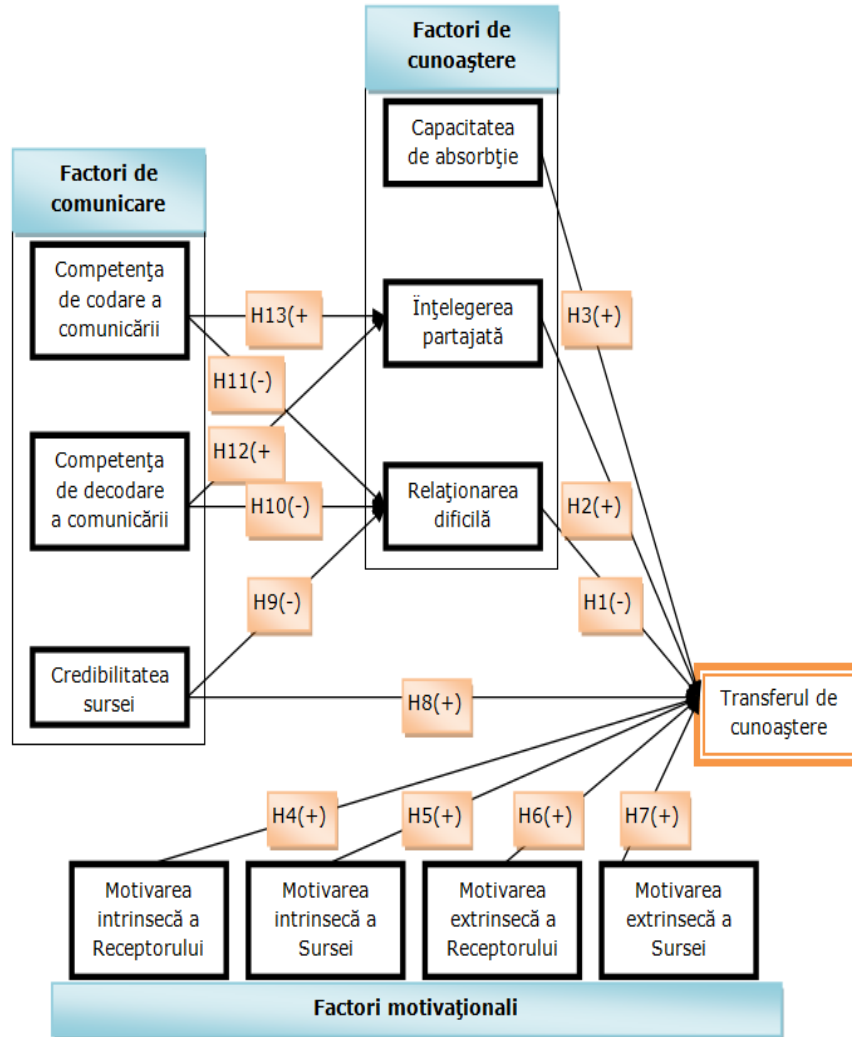 Factori de
cunoaştere
Capacitatea
de absorbţie
Factori de
comunicare
Competenţa
de codare a
comunicării
H13(+
Înţelegerea
partajată
H3(+)
H11(-)
H12(+
Competenţa
de decodare
a comunicării
H10(-)
Relaţionarea
dificilă
H2(+)
H9(-)
H1(-)
Credibilitatea
sursei
H8(+)
Transferul de
cunoaştere
H4(+)
H5(+)
H6(+)
H7(+)
Motivarea
intrinsecă a
Receptorului
Motivarea
intrinsecă a
Sursei
Motivarea
extrinsecă a
Receptorului
Motivarea
extrinsecă a
Sursei
Factori motivaţionali